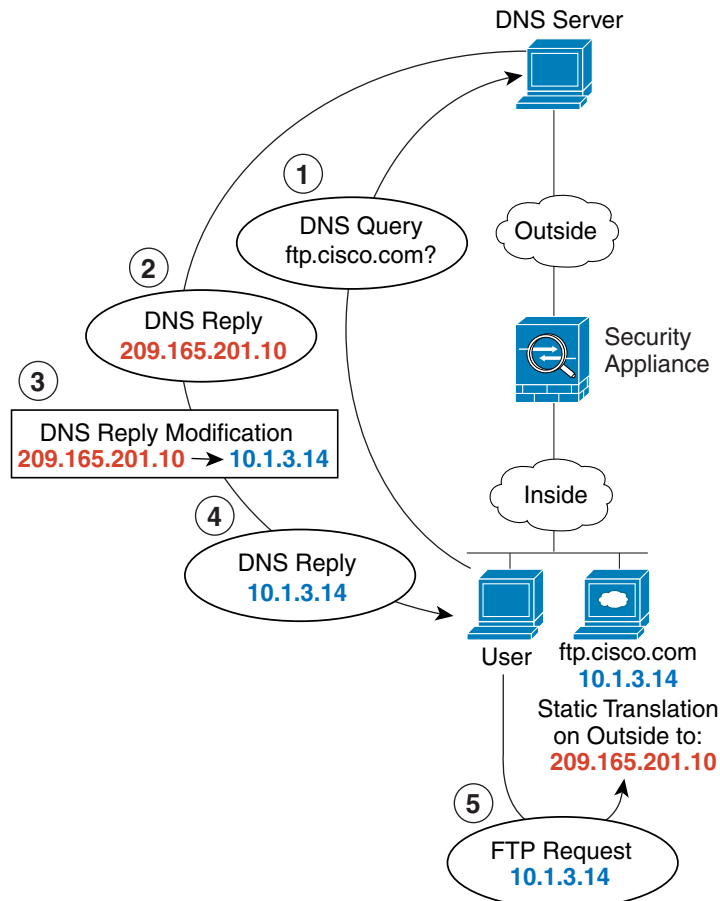 DNS Server
1
DNS Query
ftp.cisco.com?
Outside
2
DNS Reply
209.165.201.10
Security
Appliance
3
DNS Reply Modification
209.165.201.10 → 10.1.3.14
Inside
4
DNS Reply
10.1.3.14
User
ftp.cisco.com
10.1.3.14
Static Translation
on Outside to:
209.165.201.10
5
FTP Request
10.1.3.14